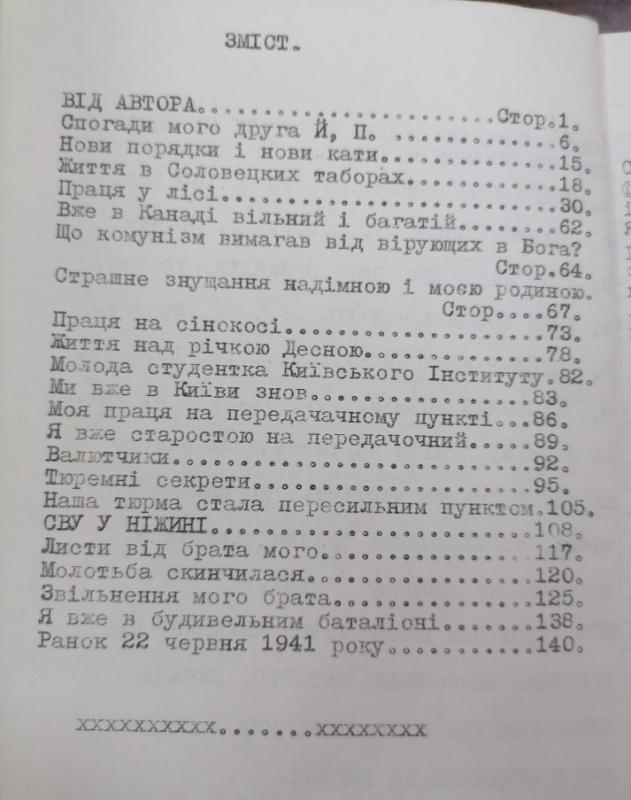 ЗМІСТ.
ВІД АВТОРА........................Стор.1.
Спогади мого друга Й, П. .............6.
Нови порядки і нови кати..............15.
Життя в Соловецких таборах............18.
Праця у лісі..........................30.
Вже в Канаді вільний і багатій........62.
Що комунізм вимагав від віруюющих в Бога?
Стор.64.
Страшне знущання надімною і моєю родиною.
Стор....67.
Праця на сінокосі.....................73.
Життя над річкою Десною...............78.
Молода студентка Київського Інституту.82.
Ми вже в Київи знов...................83.
Моя праця на передачачному пункті...86.
Я вже старостою на передачочний.....89.
Валютчики.............................92.
Тюремні секрети.......................95.
Наша тюрма стала пересильним пунктом.105.
СВУ У НІЖИНІ.........................108.
Листи від брата мого................117.
Молотьба скинчилася.................120.
Звільнення мого брата...............125.
Я вже в будивельним баталіоні......138.
Ранок 22 червня 1941 року..........140.
хххххххххх.......хххххххх